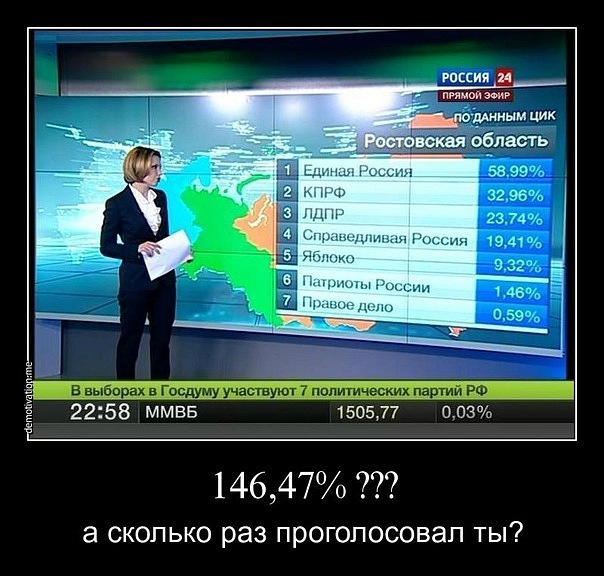 РОССИЯ 24
ПРЯМОЙ ЭФИР
ПО ДАННЫМ ЦИК
Ростовская область
1 Единая Россия 58,99%
2 КПРФ 32,96%
3 ЛДПР 23,74%
4 Справедливая Россия 19,41%
5 Яблоко 9,32%
6 Патриоты России 1,46%
7 Правое дело 0,59%
В выборах в Госдуму участвуют 7 политических партий РФ
22:58 ММВБ 1505,77 0,03%
demotivation.me
146,47% ???
а сколько раз проголосовал ты?